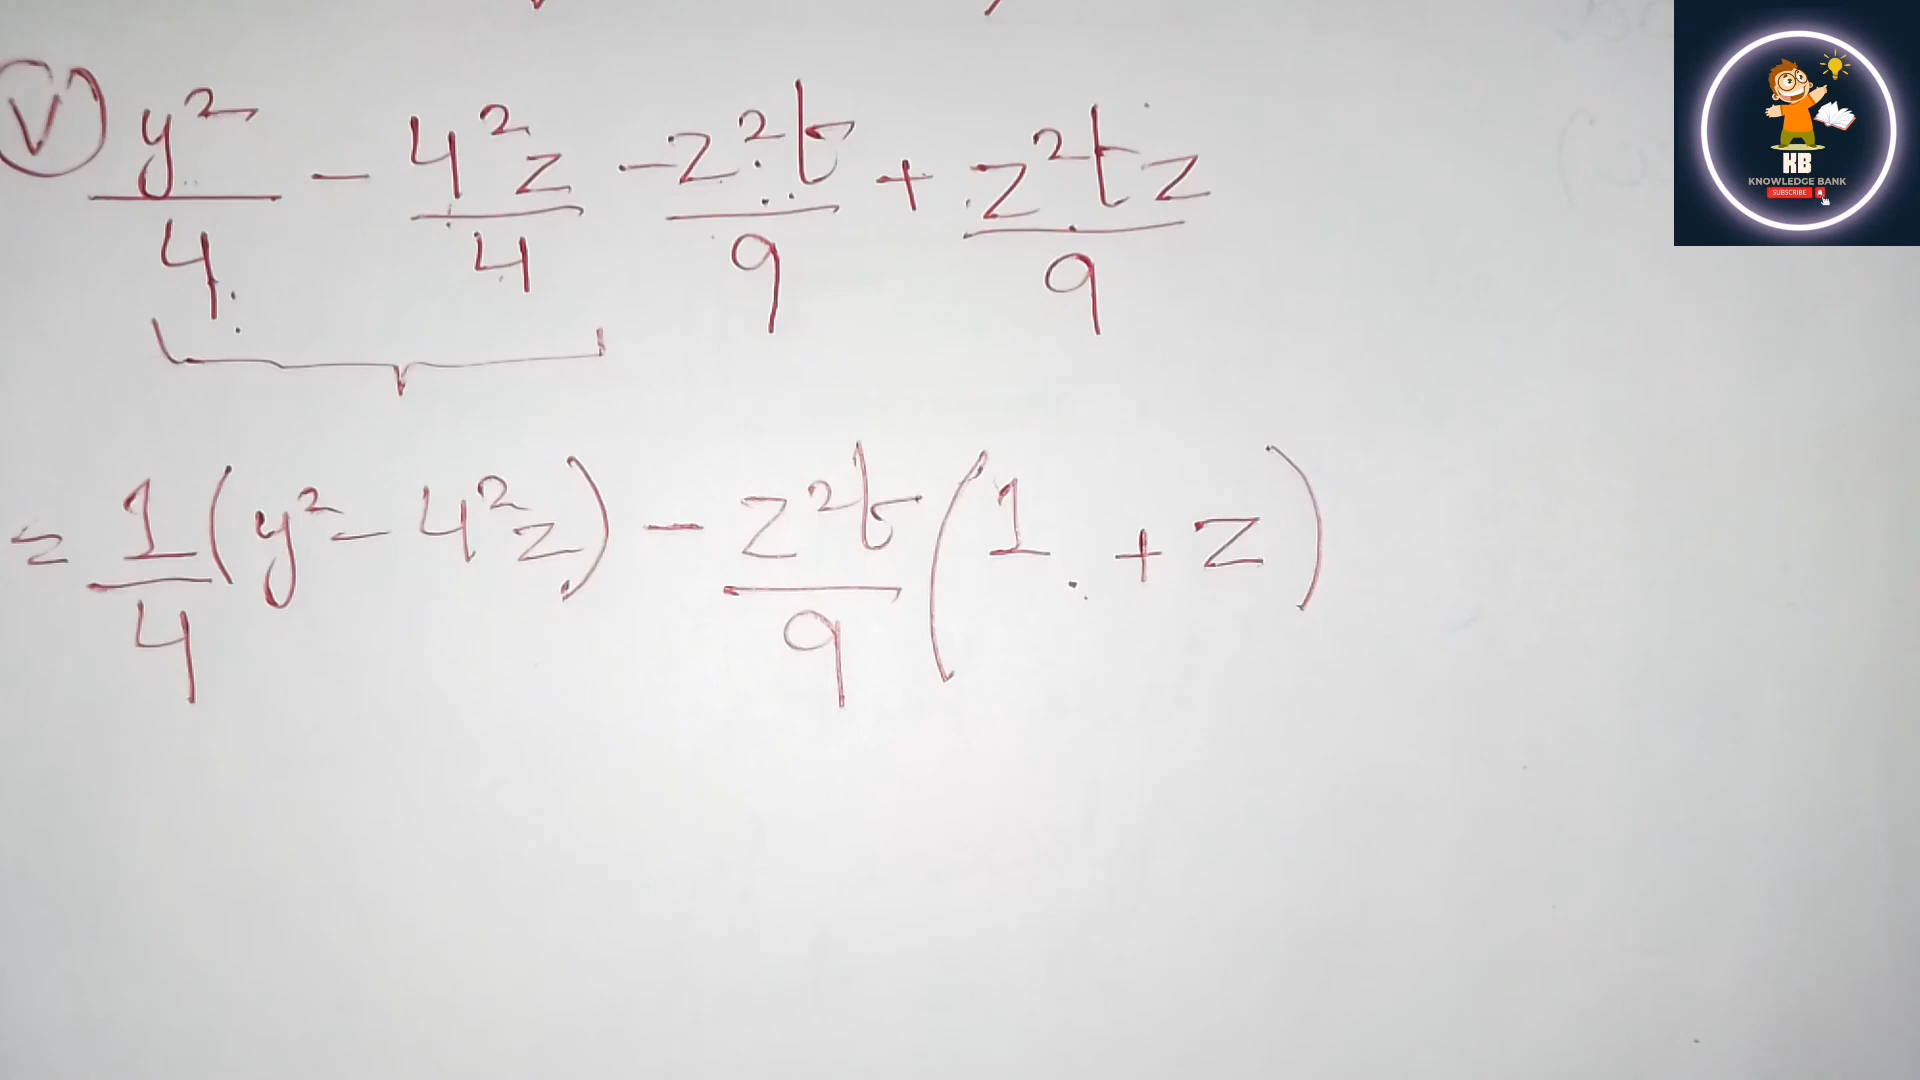 V) y²/4 - 4²z/4 - z²t/9 + z²tz/9
= 1/4 (y² - 4²z) - z²t/9 (1 + z)
KB
KNOWLEDGE BANK
SUBSCRIBE